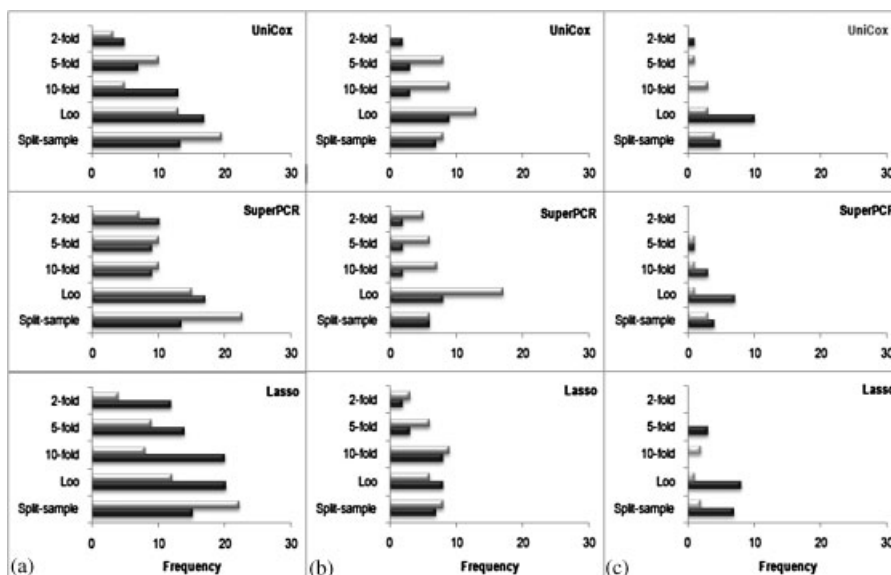 UniCox
2-fold
5-fold
10-fold
Loo
Split-sample
0 10 20 30
UniCox
2-fold
5-fold
10-fold
Loo
Split-sample
0 10 20 30
UniCox
2-fold
5-fold
10-fold
Loo
Split-sample
0 10 20 30
SuperPCR
2-fold
5-fold
10-fold
Loo
Split-sample
0 10 20 30
SuperPCR
2-fold
5-fold
10-fold
Loo
Split-sample
0 10 20 30
SuperPCR
2-fold
5-fold
10-fold
Loo
Split-sample
0 10 20 30
Lasso
2-fold
5-fold
10-fold
Loo
Split-sample
0 10 20 30
(a) Frequency
Lasso
2-fold
5-fold
10-fold
Loo
Split-sample
0 10 20 30
(b) Frequency
Lasso
2-fold
5-fold
10-fold
Loo
Split-sample
0 10 20 30
(c) Frequency